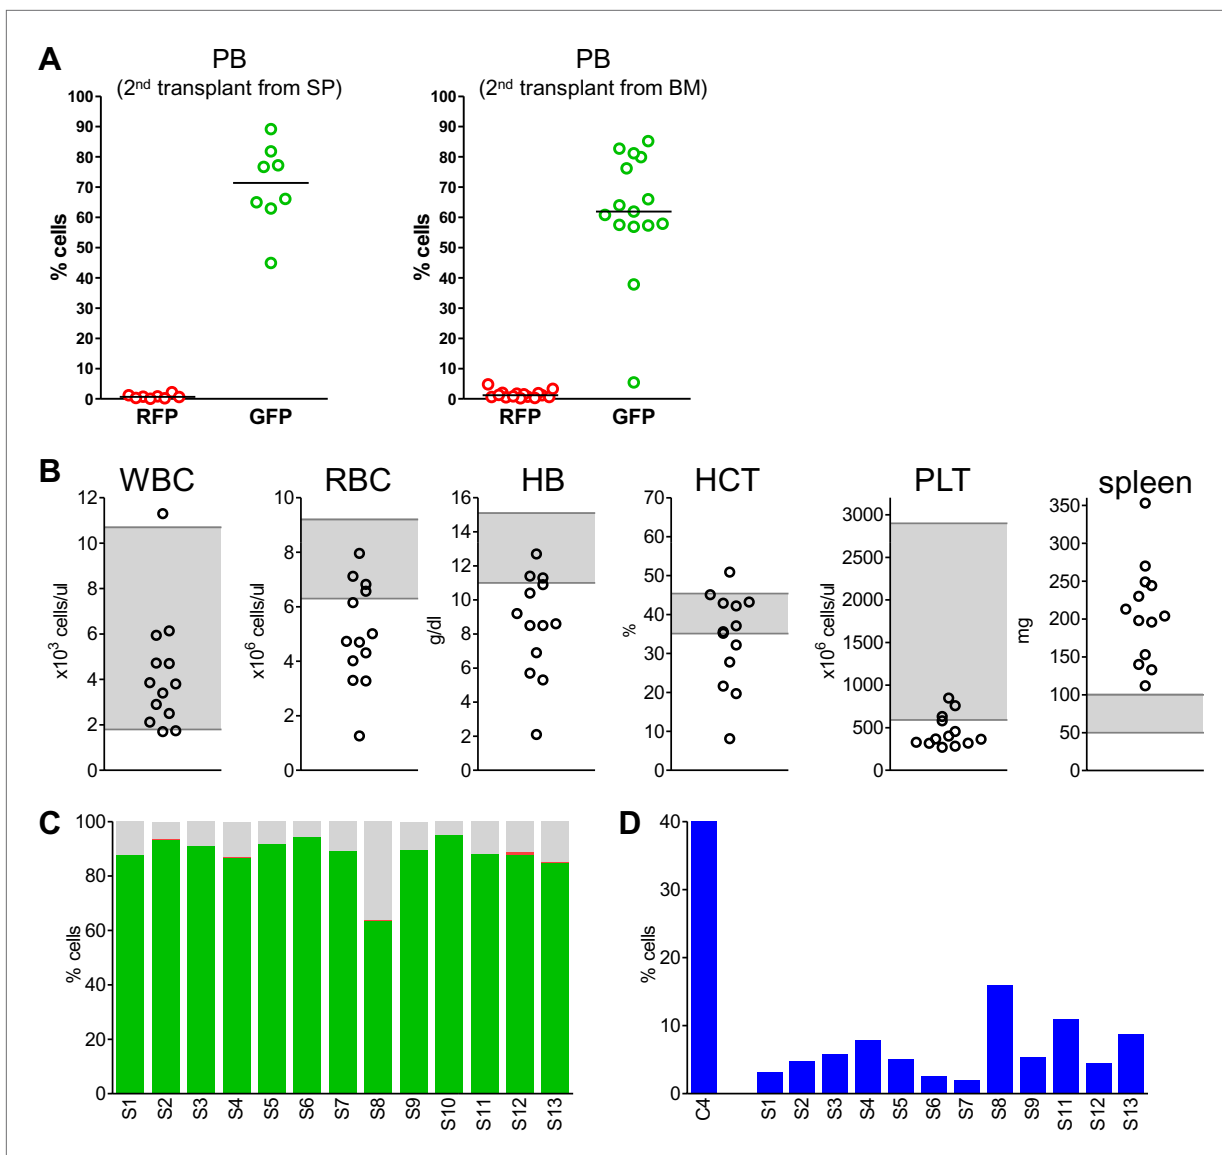 A
PB
(2nd transplant from SP)
% cells
100
90
80
70
60
50
40
30
20
10
0
RFP
GFP
PB
(2nd transplant from BM)
% cells
100
90
80
70
60
50
40
30
20
10
0
RFP
GFP
B
WBC
x10³ cells/ul
12
10
8
6
4
2
0
RBC
x10⁶ cells/ul
10
8
6
4
2
0
HB
g/dl
16
14
12
10
8
6
4
2
0
HCT
%
70
60
50
40
30
20
10
0
PLT
x10⁶ cells/ul
3000
2500
2000
1500
1000
500
0
spleen
mg
350
300
250
200
150
100
50
0
C
% cells
100
80
60
40
20
0
S1
S2
S3
S4
S5
S6
S7
S8
S9
S10
S11
S12
S13
D
% cells
40
30
20
10
0
C4
S1
S2
S3
S4
S5
S6
S7
S8
S9
S11
S12
S13